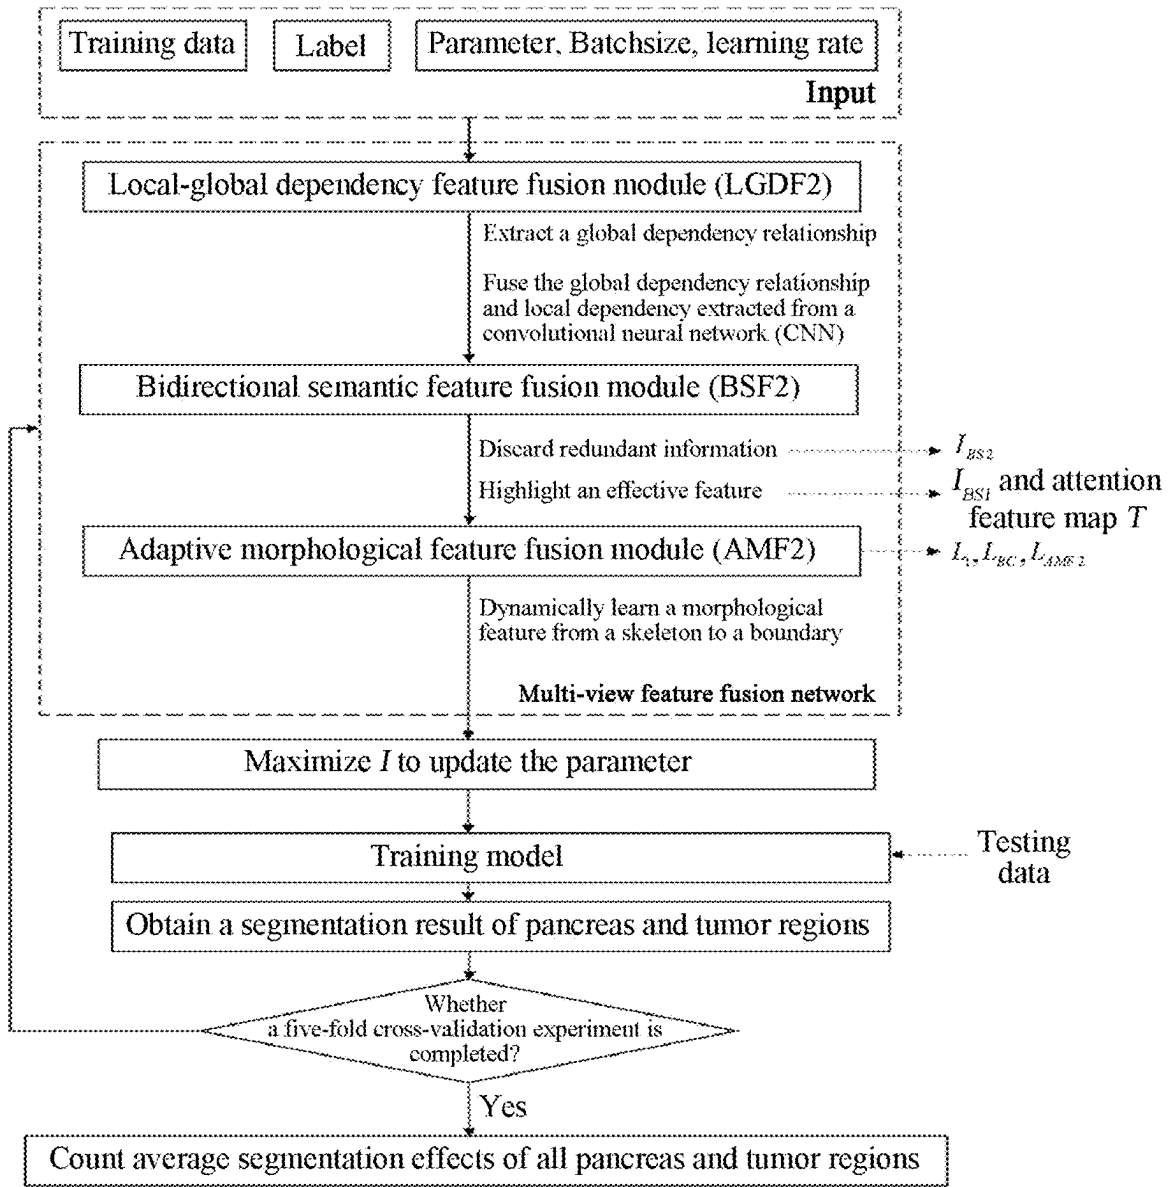 Training data
Label
Parameter, Batchsize, learning rate
Input
Local-global dependency feature fusion module (LGDF2)
Extract a global dependency relationship
Fuse the global dependency relationship
and local dependency extracted from a
convolutional neural network (CNN)
Bidirectional semantic feature fusion module (BSF2)
Discard redundant information
I_BS2
Highlight an effective feature
I_BS1 and attention
feature map T
Adaptive morphological feature fusion module (AMF2)
L_1, L_BC, L_AMF2
Dynamically learn a morphological
feature from a skeleton to a boundary
Multi-view feature fusion network
Maximize I to update the parameter
Training model
Testing
data
Obtain a segmentation result of pancreas and tumor regions
Whether
a five-fold cross-validation experiment is
completed?
Yes
Count average segmentation effects of all pancreas and tumor regions